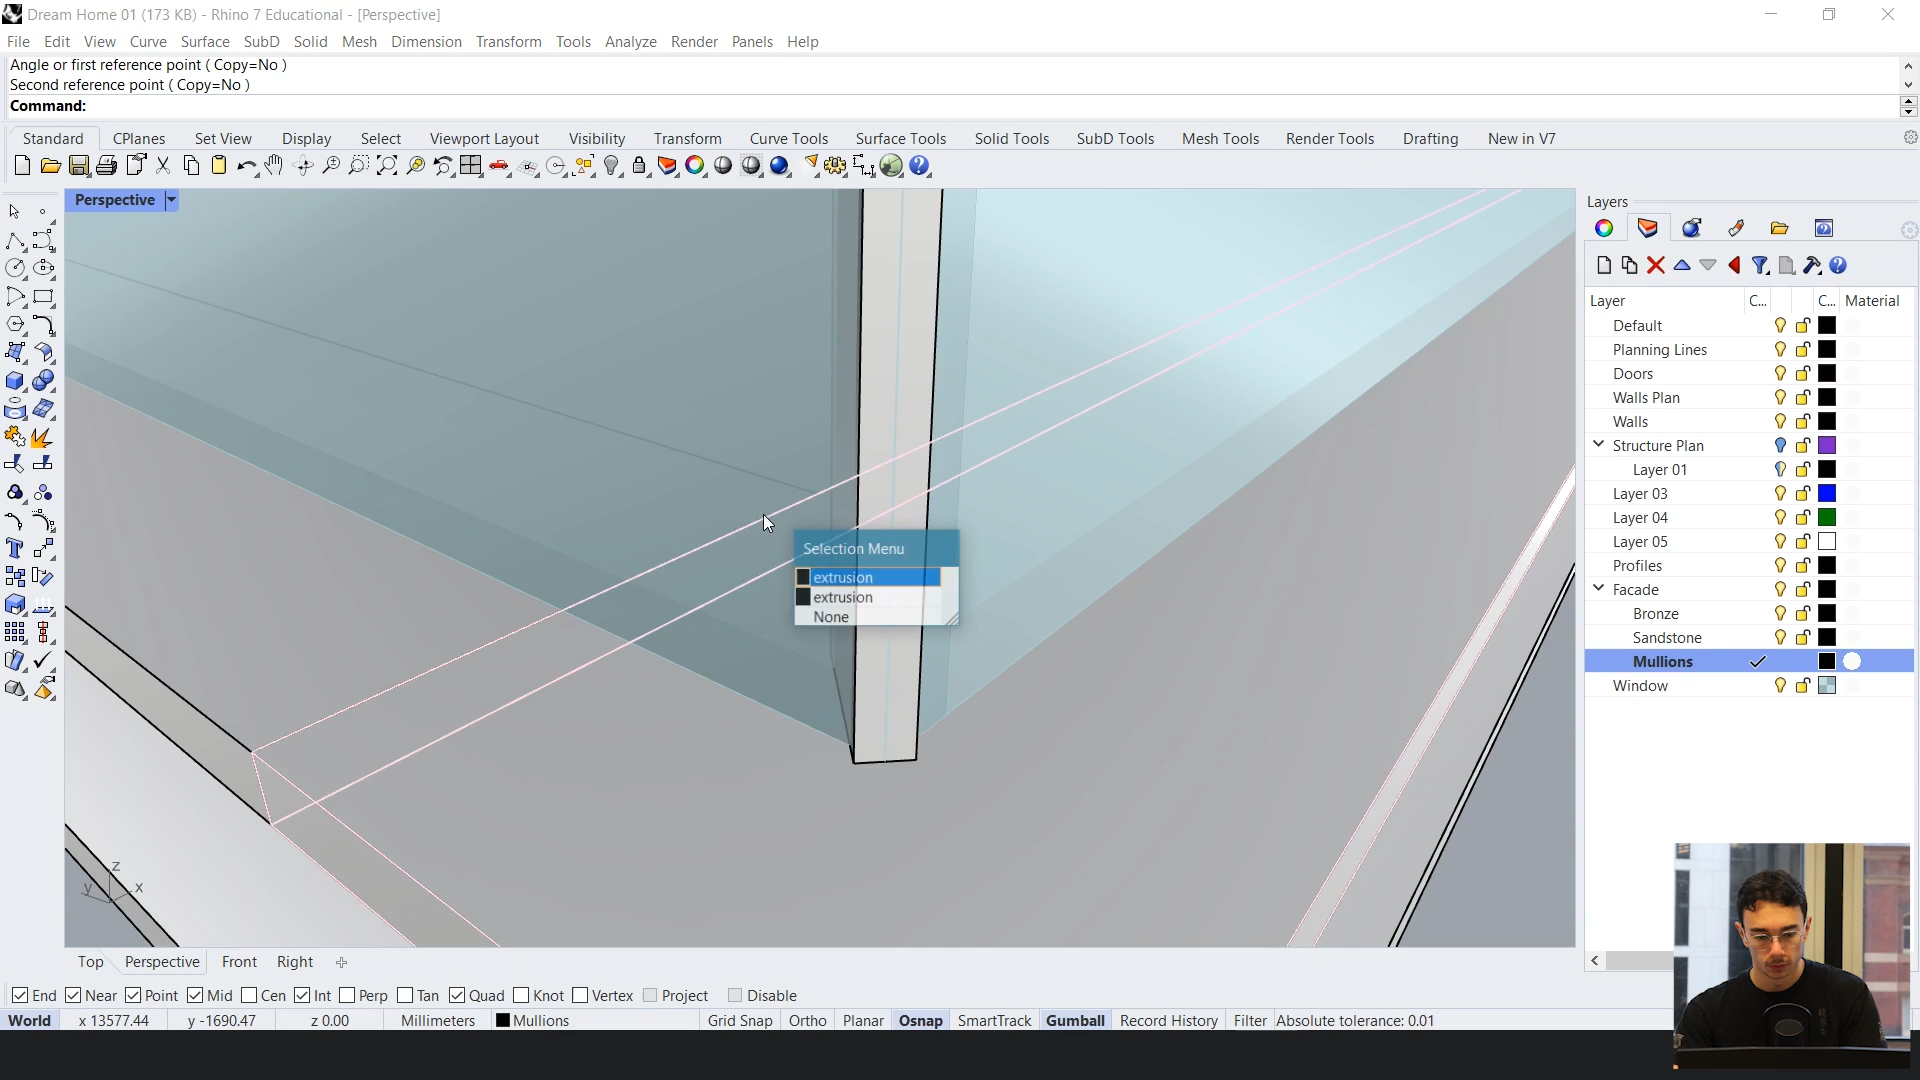 Dream Home 01 (173 KB) - Rhino 7 Educational - [Perspective]
File Edit View Curve Surface SubD Solid Mesh Dimension Transform Tools Analyze Render Panels Help
Angle or first reference point ( Copy=No )
Second reference point ( Copy=No )
Command:
Standard CPlanes Set View Display Select Viewport Layout Visibility Transform Curve Tools Surface Tools Solid Tools SubD Tools Mesh Tools Render Tools Drafting New in V7
Perspective
Layers
Layer C... C... Material
Default
Planning Lines
Doors
Walls Plan
Walls
Structure Plan
Layer 01
Layer 03
Layer 04
Layer 05
Profiles
Facade
Bronze
Sandstone
Mullions
Window
Selection Menu
extrusion
extrusion
None
z
y x
Top Perspective Front Right
End Near Point Mid Cen Int Perp Tan Quad Knot Vertex Project Disable
World x 13577.44 y -1690.47 z 0.00 Millimeters Mullions Grid Snap Ortho Planar Osnap SmartTrack Gumball Record History Filter Absolute tolerance: 0.01